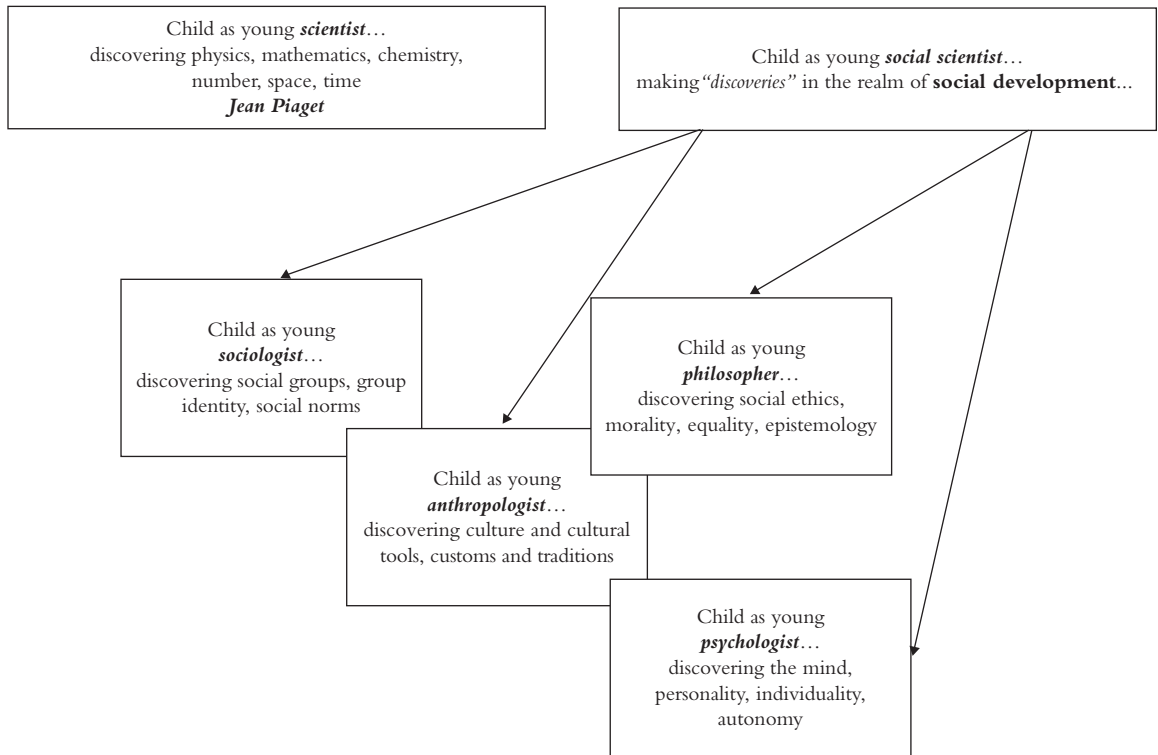 Child as young scientist…
discovering physics, mathematics, chemistry,
number, space, time
Jean Piaget
Child as young social scientist…
making “discoveries” in the realm of social development...
Child as young
sociologist…
discovering social groups, group
identity, social norms
Child as young
philosopher…
discovering social ethics,
morality, equality, epistemology
Child as young
anthropologist…
discovering culture and cultural
tools, customs and traditions
Child as young
psychologist…
discovering the mind,
personality, individuality,
autonomy